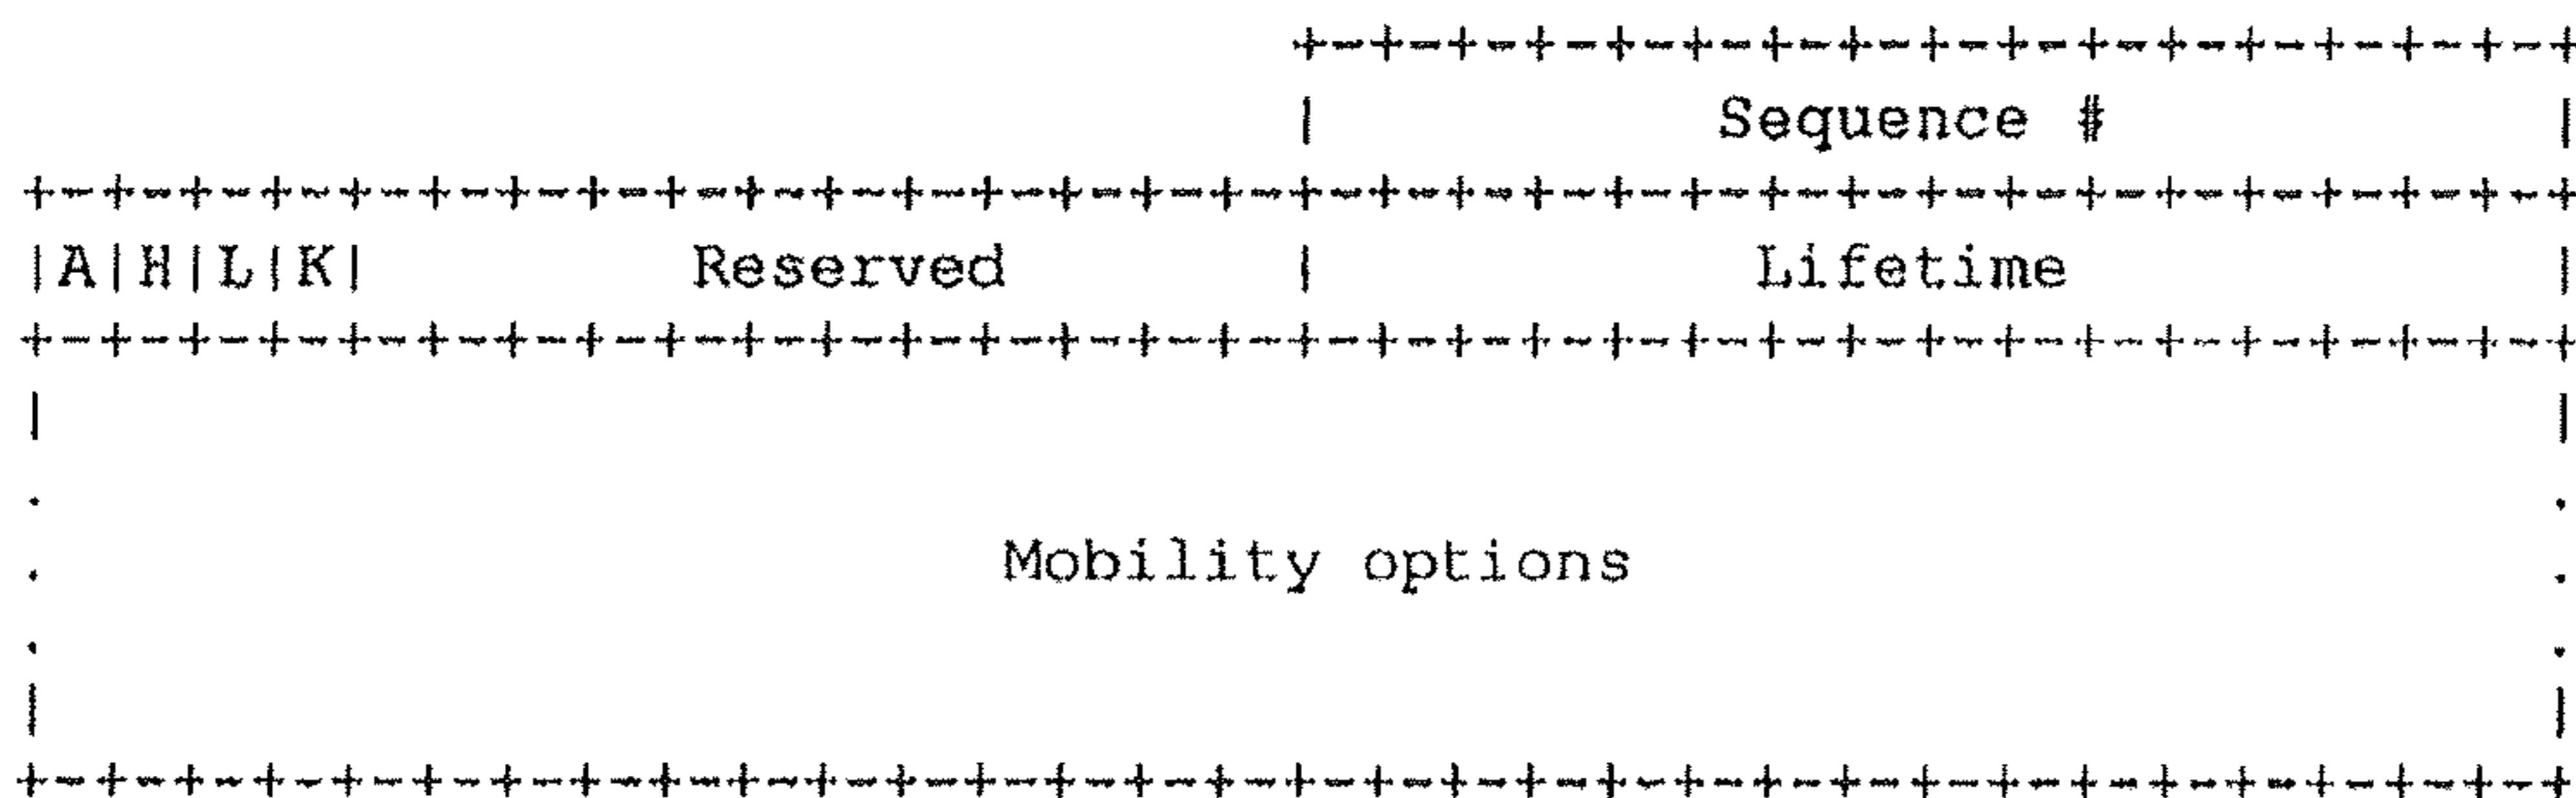 +-+-+-+-+-+-+-+-+-+-+-+-+-+-+-+-+
                                |          Sequence #           |
+-+-+-+-+-+-+-+-+-+-+-+-+-+-+-+-+-+-+-+-+-+-+-+-+-+-+-+-+-+-+-+-+
|A|H|L|K|        Reserved       |           Lifetime            |
+-+-+-+-+-+-+-+-+-+-+-+-+-+-+-+-+-+-+-+-+-+-+-+-+-+-+-+-+-+-+-+-+
|                                                               |
.                                                               .
.                        Mobility options                       .
.                                                               .
|                                                               |
+-+-+-+-+-+-+-+-+-+-+-+-+-+-+-+-+-+-+-+-+-+-+-+-+-+-+-+-+-+-+-+-+